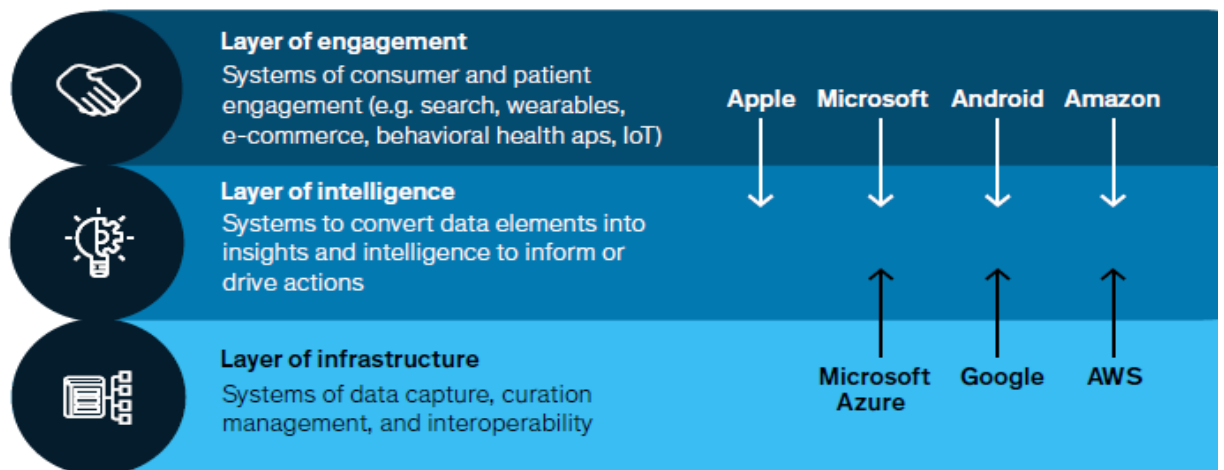 Layer of engagement
Systems of consumer and patient
engagement (e.g. search, wearables,
e-commerce, behavioral health aps, IoT)
Apple Microsoft Android Amazon
Layer of intelligence
Systems to convert data elements into
insights and intelligence to inform or
drive actions
Layer of infrastructure
Systems of data capture, curation
management, and interoperability
Microsoft
Azure
Google
AWS